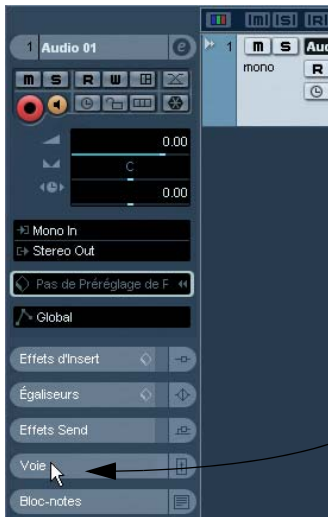 m s R
1 Audio 01 e
1 m s Aud
mono R
m s R W
0.00
C
0.00
Mono In
Stereo Out
Pas de Préréglage de F
Global
Effets d'Insert
Égaliseurs
Effets Send
Voie
Bloc-notes